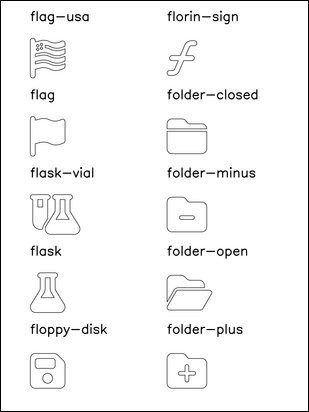 flag-usa florin-sign
flag folder-closed
flask-vial folder-minus
flask folder-open
floppy-disk folder-plus